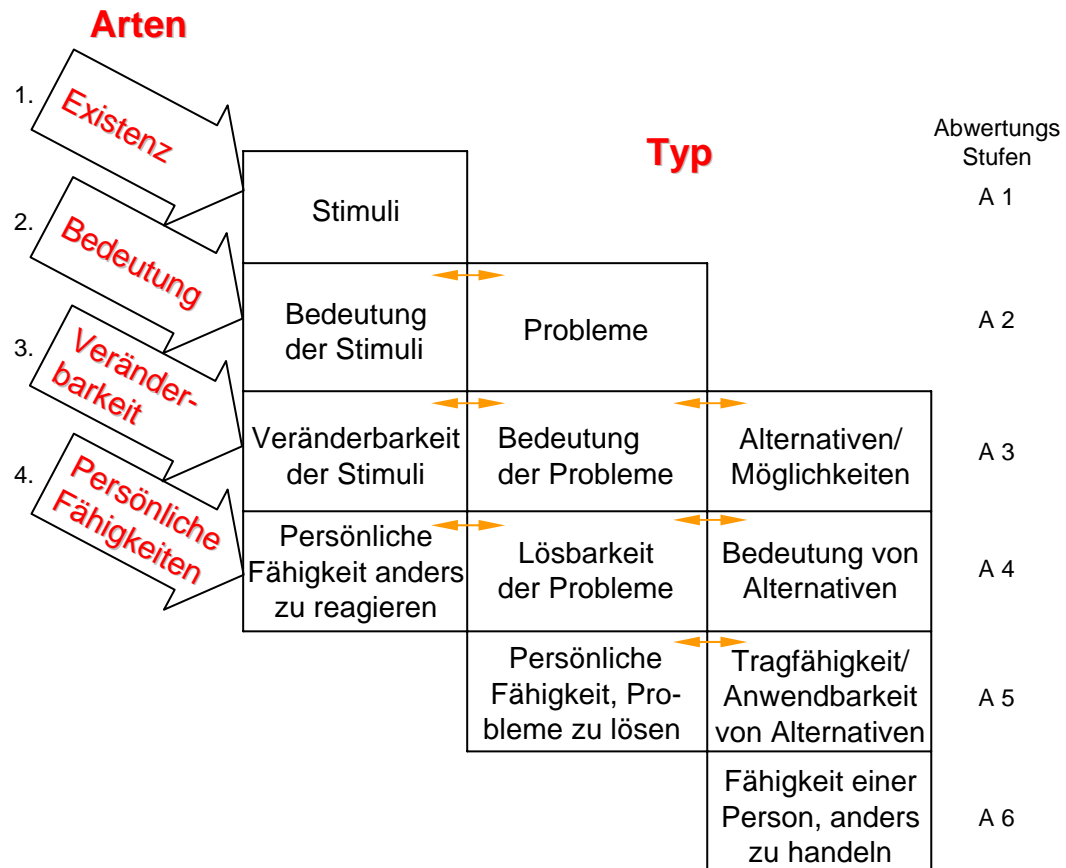 Arten
1.
Existenz
Typ
Abwertungs
Stufen
Stimuli
A 1
2.
Bedeutung
Bedeutung
der Stimuli
Probleme
A 2
3.
Veränder-
barkeit
Veränderbarkeit
der Stimuli
Bedeutung
der Probleme
Alternativen/
Möglichkeiten
A 3
4.
Persönliche
Fähigkeiten
Persönliche
Fähigkeit anders
zu reagieren
Lösbarkeit
der Probleme
Bedeutung von
Alternativen
A 4
Persönliche
Fähigkeit, Pro-
bleme zu lösen
Tragfähigkeit/
Anwendbarkeit
von Alternativen
A 5
Fähigkeit einer
Person, anders
zu handeln
A 6